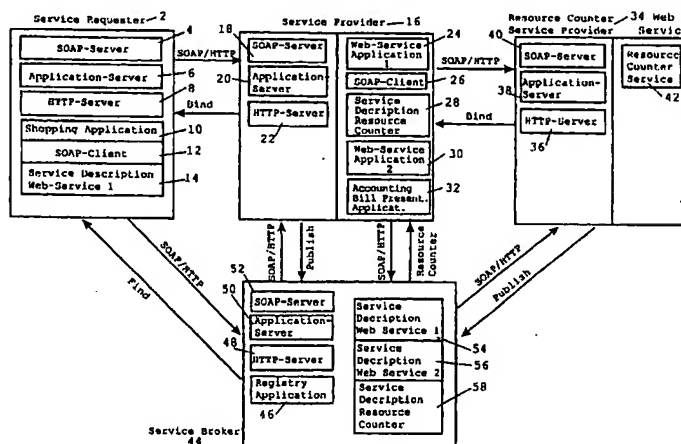 Service Requester 2
4
SOAP-Server
Application-Server
6
HTTP-Server
8
Shopping Application
10
SOAP-Client
12
Service Description
Web-Service 1
14
SOAP/HTTP
Bind
Service Provider 16
18
SOAP-Server
20
Application
Server
HTTP-Server
22
Web-Service
Application
1
24
SOAP-Client
26
Service
Decription
Resource
Counter
28
Web-Service
Application
2
30
Accounting
Bill Present.
Applicat.
32
SOAP/HTTP
Bind
Resource Counter
Service Provider
34
Web
Servic
40
SOAP-Server
Application-
Server
38
HTTP-Server
36
Resource
Counter
Service
42
SOAP/HTTP
Find
SOAP/HTTP
Publish
SOAP/HTTP
Resource
Counter
SOAP/HTTP
Publish
52
SOAP-Server
50
Application-
Server
48
HTTP-Server
Registry
Application
46
Service
Decription
Web Service 1
54
Service
Decription
Web Service 2
56
Service
Decription
Resource
Counter
58
Service Broker
44